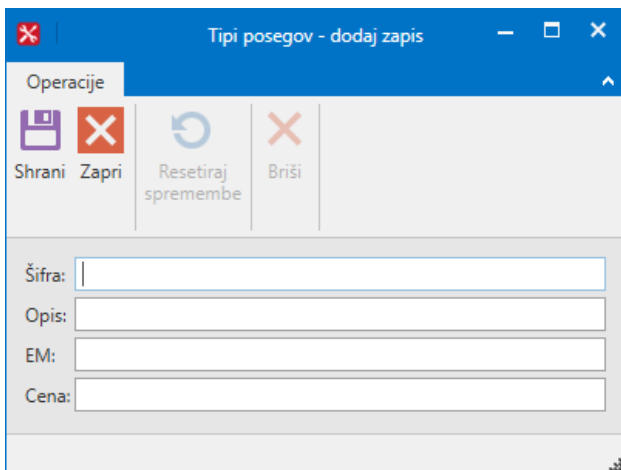 Tipi posegov - dodaj zapis
Operacije
Shrani Zapri Resetiraj Briši
spremembe
Šifra:
Opis:
EM:
Cena: